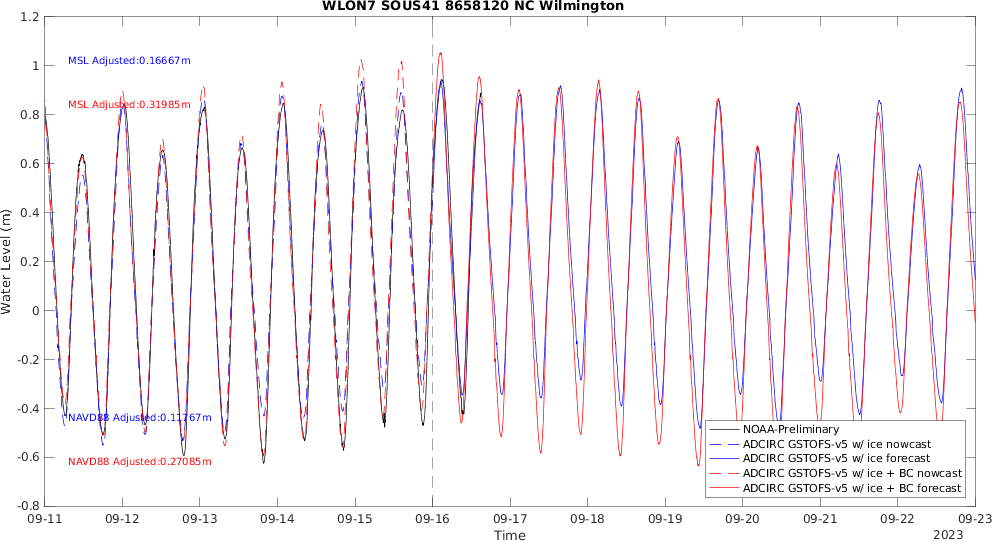 WLON7 SOUS41 8658120 NC Wilmington
1.2
1
0.8
0.6
0.4
0.2
0
-0.2
-0.4
-0.6
-0.8
Water Level (m)
MSL Adjusted:0.16667m
MSL Adjusted:0.31985m
NAVD88 Adjusted:0.11767m
NAVD88 Adjusted:0.27085m
NOAA-Preliminary
ADCIRC GSTOFS-v5 w/ ice nowcast
ADCIRC GSTOFS-v5 w/ ice forecast
ADCIRC GSTOFS-v5 w/ ice + BC nowcast
ADCIRC GSTOFS-v5 w/ ice + BC forecast
09-11 09-12 09-13 09-14 09-15 09-16 09-17 09-18 09-19 09-20 09-21 09-22 09-23
Time
2023